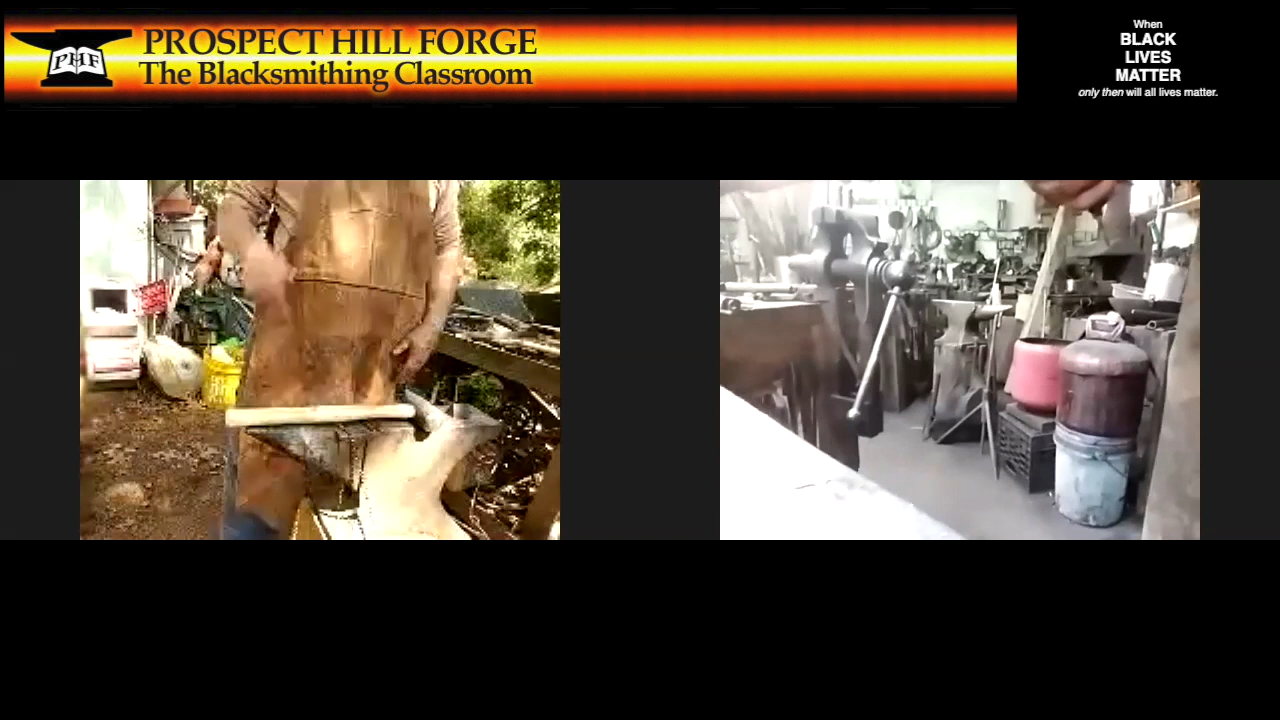 PHF
PROSPECT HILL FORGE
The Blacksmithing Classroom
When
BLACK
LIVES
MATTER
only then will all lives matter.